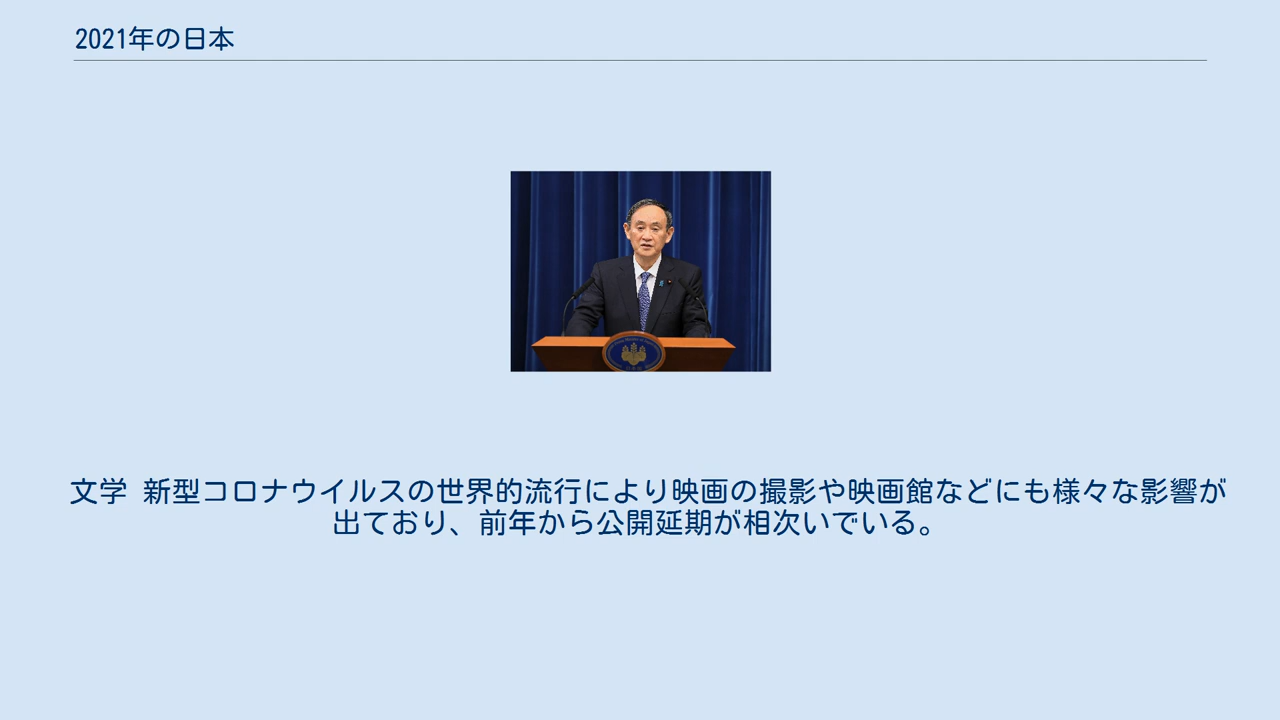 2021年の日本
文学 新型コロナウイルスの世界的流行により映画の撮影や映画館などにも様々な影響が
出ており、前年から公開延期が相次いでいる。